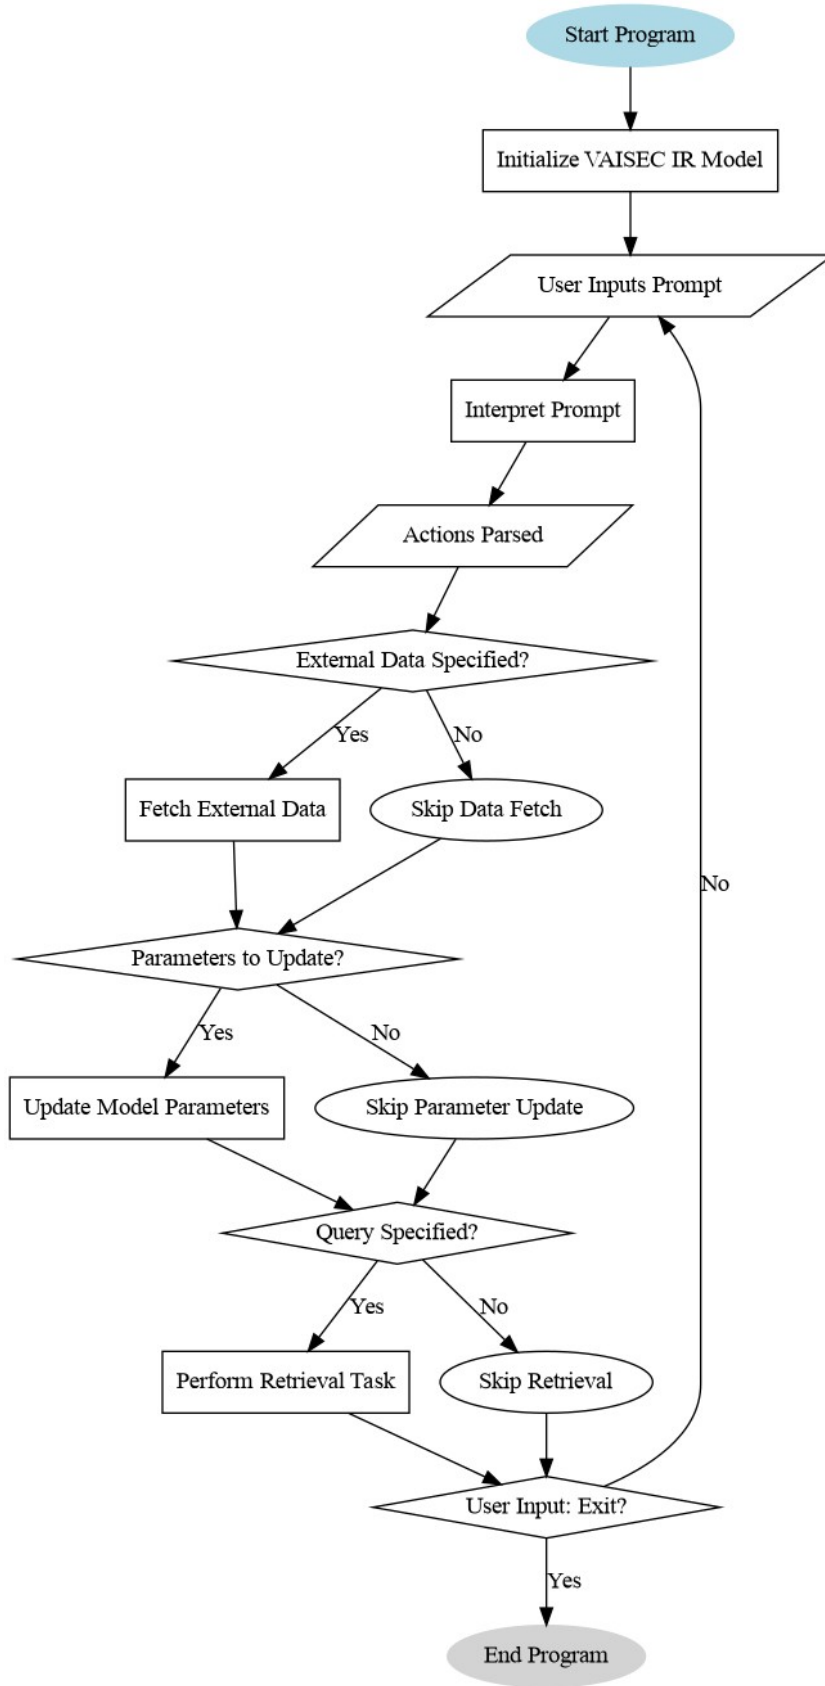 Start Program
Initialize VAISEC IR Model
User Inputs Prompt
Interpret Prompt
Actions Parsed
External Data Specified?
Yes
No
Fetch External Data
Skip Data Fetch
No
Parameters to Update?
Yes
No
Update Model Parameters
Skip Parameter Update
Query Specified?
Yes
No
Perform Retrieval Task
Skip Retrieval
User Input: Exit?
Yes
End Program